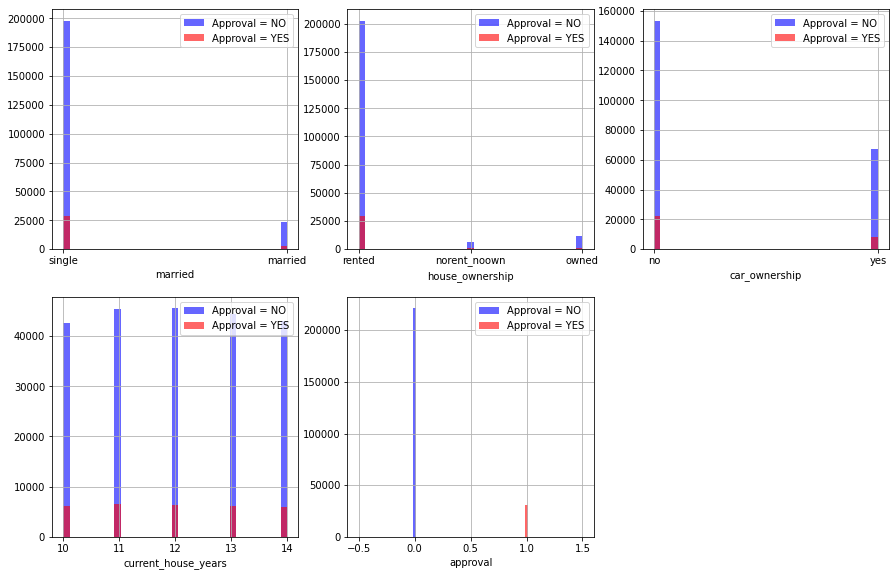 200000
175000
150000
125000
100000
75000
50000
25000
0
single
married
married
Approval = NO
Approval = YES
200000
175000
150000
125000
100000
75000
50000
25000
0
rented
norent_noown
owned
house_ownership
Approval = NO
Approval = YES
160000
140000
120000
100000
80000
60000
40000
20000
0
no
yes
car_ownership
Approval = NO
Approval = YES
40000
30000
20000
10000
0
10
11
12
13
14
current_house_years
Approval = NO
Approval = YES
200000
150000
100000
50000
0
−0.5
0.0
0.5
1.0
1.5
approval
Approval = NO
Approval = YES